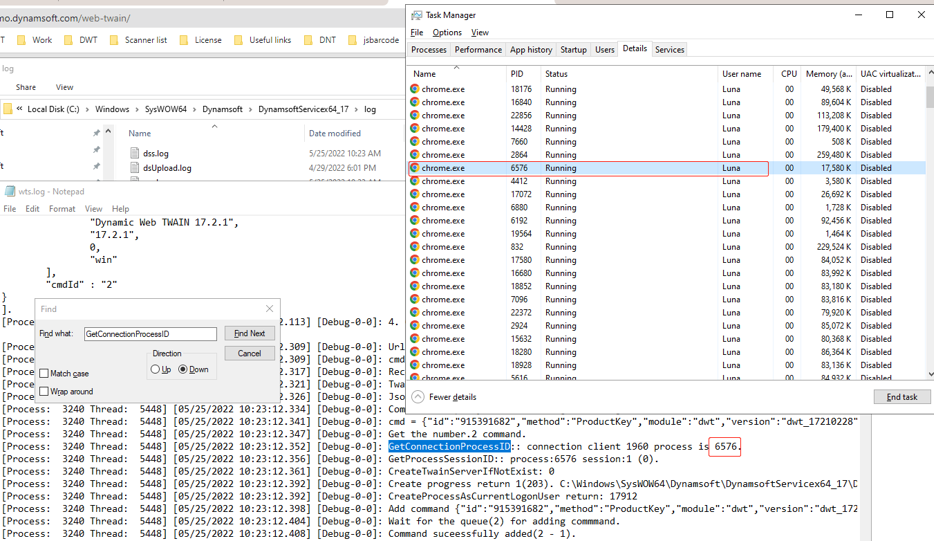 mo.dynamsoft.com/web-twain/
T Work DWT Scanner list License Useful links DNT jsbarcode
log
Share View
« Local Disk (C:) > Windows > SysWOW64 > Dynamsoft > DynamsoftServicex64_17 > log
Name Date modified
dss.log 5/25/2022 10:23 AM
dsUpload.log 4/29/2022 6:01 PM
wts.log - Notepad
File Edit Format View Help
"Dynamic Web TWAIN 17.2.1",
"17.2.1",
0,
"win"
],
"cmdId" : "2"
}
].
[Proce 2.113] [Debug-0-0]: 4.
[Proce 2.309] [Debug-0-0]: Url
[Proce 2.309] [Debug-0-0]: cmd
[Proce 2.317] [Debug-0-0]: Rec
[Proce 2.321] [Debug-0-0]: Twa
[Proce 2.326] [Debug-0-0]: Jso
[Process: 3240 Thread: 5448] [05/25/2022 10:23:12.334] [Debug-0-0]: Com
[Process: 3240 Thread: 5448] [05/25/2022 10:23:12.341] [Debug-0-0]: cmd = {"id":"915391682","method":"ProductKey","module":"dwt","version":"dwt_17210228"
[Process: 3240 Thread: 5448] [05/25/2022 10:23:12.347] [Debug-0-0]: Get the number.2 command.
[Process: 3240 Thread: 5448] [05/25/2022 10:23:12.352] [Debug-0-0]: GetConnectionProcessID:: connection client 1960 process is 6576.
[Process: 3240 Thread: 5448] [05/25/2022 10:23:12.356] [Debug-0-0]: GetProcessSessionID:: process:6576 session:1 (0).
[Process: 3240 Thread: 5448] [05/25/2022 10:23:12.361] [Debug-0-0]: CreateTwainServerIfNotExist: 0
[Process: 3240 Thread: 5448] [05/25/2022 10:23:12.392] [Debug-0-0]: Create progress return 1(203). C:\Windows\SysWOW64\Dynamsoft\DynamsoftServicex64_17\D
[Process: 3240 Thread: 5448] [05/25/2022 10:23:12.392] [Debug-0-0]: CreateProcessAsCurrentLogonUser return: 17912
[Process: 3240 Thread: 5448] [05/25/2022 10:23:12.398] [Debug-0-0]: Add command {"id":"915391682","method":"ProductKey","module":"dwt","version":"dwt_172
[Process: 3240 Thread: 5448] [05/25/2022 10:23:12.404] [Debug-0-0]: Wait for the queue(2) for adding commmand.
[Process: 3240 Thread: 5448] [05/25/2022 10:23:12.408] [Debug-0-0]: Command suceessfully added(2 - 1).
Find
Find what: GetConnectionProcessID Find Next
Direction Cancel
Up Down
Match case
Wrap around
Task Manager
File Options View
Processes Performance App history Startup Users Details Services
Name PID Status User name CPU Memory (a... UAC virtualizat...
chrome.exe 18176 Running Luna 00 49,568 K Disabled
chrome.exe 16840 Running Luna 00 89,604 K Disabled
chrome.exe 22856 Running Luna 00 113,208 K Disabled
chrome.exe 14428 Running Luna 00 179,400 K Disabled
chrome.exe 7660 Running Luna 00 508 K Disabled
chrome.exe 2864 Running Luna 00 259,480 K Disabled
chrome.exe 6576 Running Luna 00 17,580 K Disabled
chrome.exe 4412 Running Luna 00 3,580 K Disabled
chrome.exe 17072 Running Luna 00 26,692 K Disabled
chrome.exe 6880 Running Luna 00 1,728 K Disabled
chrome.exe 6192 Running Luna 00 92,456 K Disabled
chrome.exe 19564 Running Luna 00 1,464 K Disabled
chrome.exe 832 Running Luna 00 229,524 K Disabled
chrome.exe 17580 Running Luna 00 84,052 K Disabled
chrome.exe 16680 Running Luna 00 83,992 K Disabled
chrome.exe 18852 Running Luna 00 83,180 K Disabled
chrome.exe 7096 Running Luna 00 83,816 K Disabled
chrome.exe 22372 Running Luna 00 79,920 K Disabled
chrome.exe 2924 Running Luna 00 85,072 K Disabled
chrome.exe 15632 Running Luna 00 80,368 K Disabled
chrome.exe 18280 Running Luna 00 86,364 K Disabled
chrome.exe 18928 Running Luna 00 83,136 K Disabled
chrome.exe 5616 Running Luna 00 84,932 K Disabled
Fewer details End task